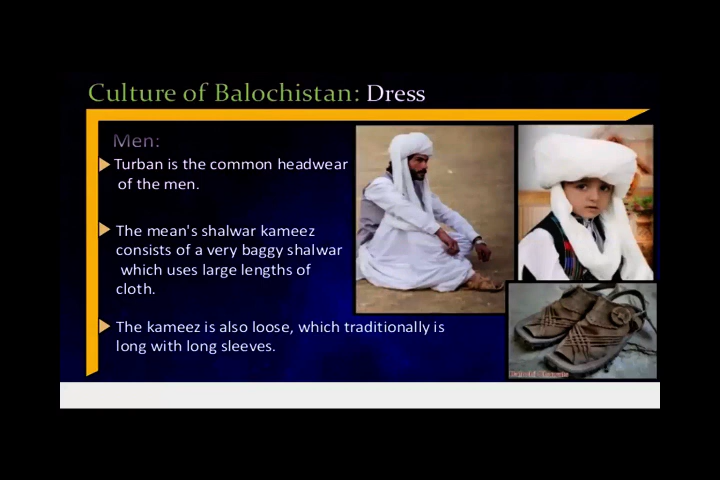 Culture of Balochistan: Dress
Men:
Turban is the common headwear
of the men.
The mean's shalwar kameez
consists of a very baggy shalwar
which uses large lengths of
cloth.
The kameez is also loose, which traditionally is
long with long sleeves.